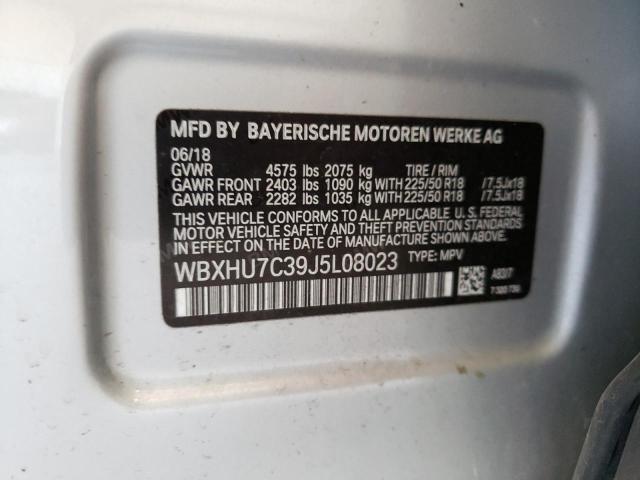 MFD BY BAYERISCHE MOTOREN WERKE AG
06/18
GVWR 4575 lbs 2075 kg TIRE / RIM
GAWR FRONT 2403 lbs 1090 kg WITH 225/50 R18 /7.5Jx18
GAWR REAR 2282 lbs 1035 kg WITH 225/50 R18 /7.5Jx18
THIS VEHICLE CONFORMS TO ALL APPLICABLE U. S. FEDERAL
MOTOR VEHICLE SAFETY AND THEFT PREVENTION STANDARDS
IN EFFECT ON THE DATE OF MANUFACTURE SHOWN ABOVE.
WBXHU7C39J5L08023 TYPE: MPV